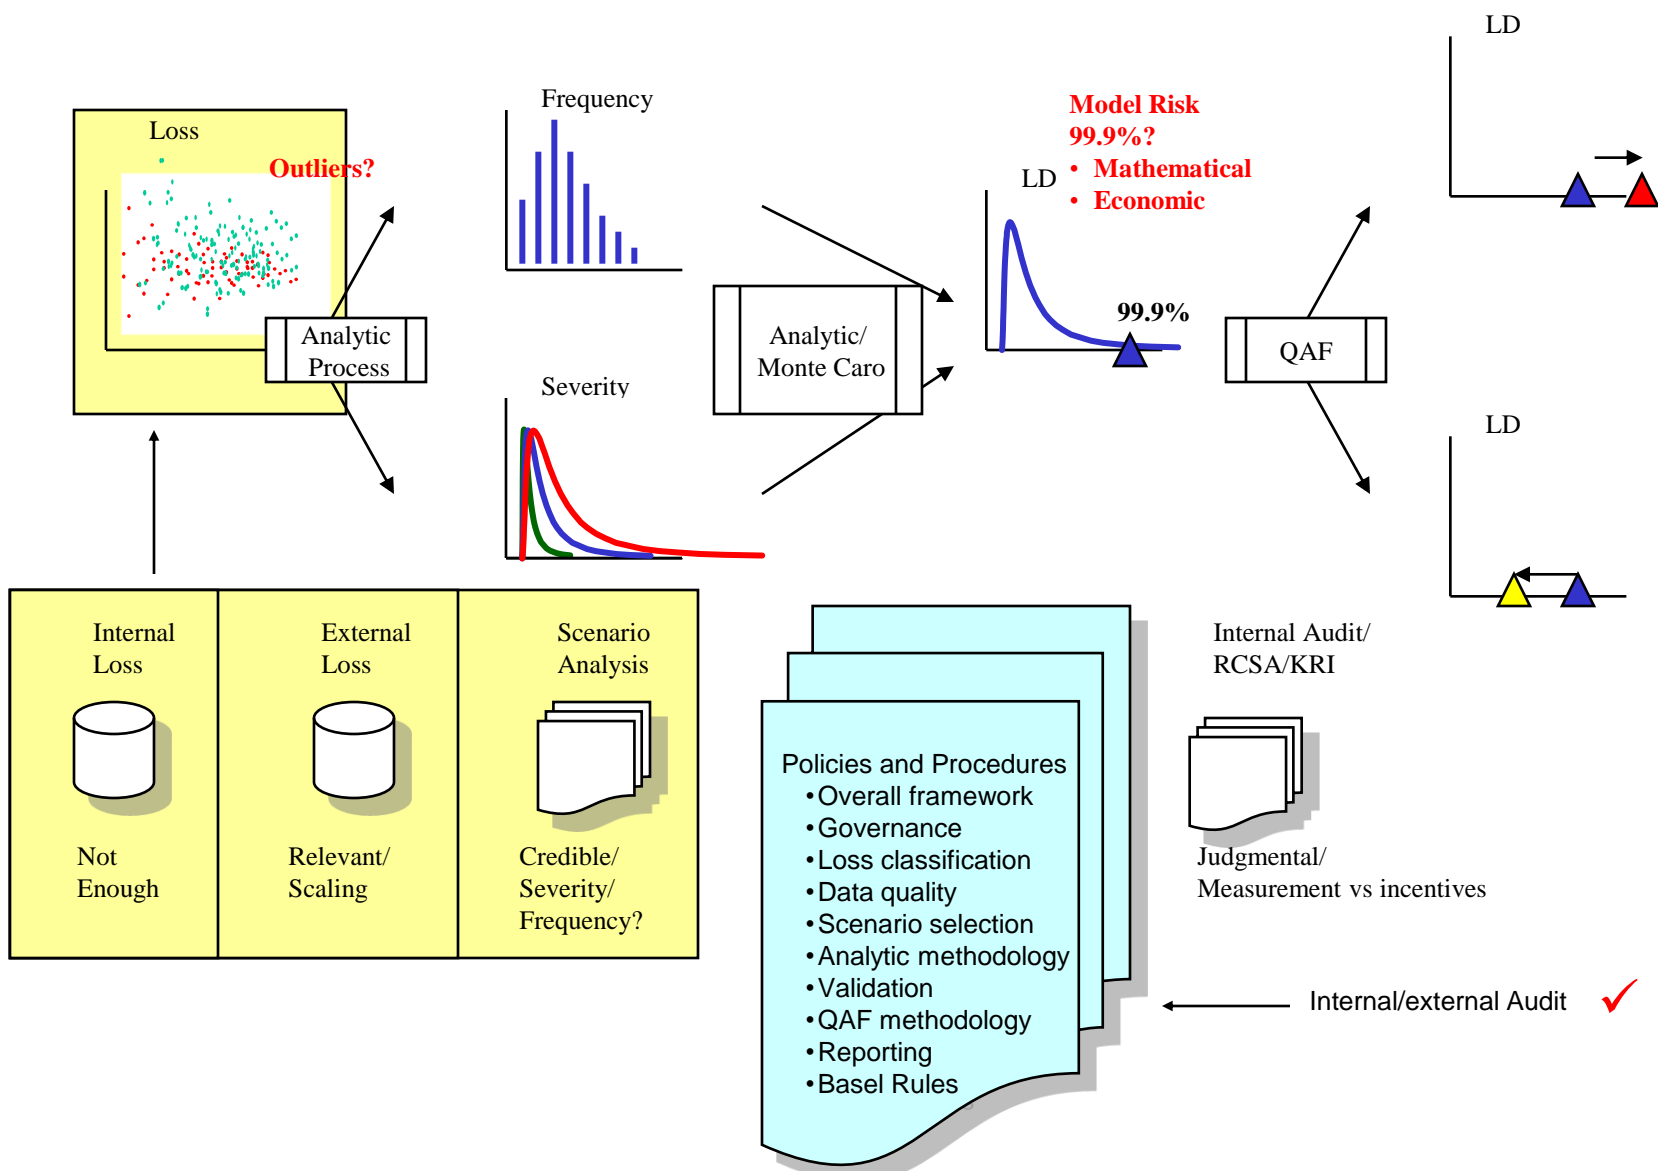 LD
Frequency
Loss
Outliers?
Model Risk
99.9%?
• Mathematical
• Economic
LD
99.9%
Analytic
Process
Analytic/
Monte Caro
QAF
Severity
LD
Internal
Loss
External
Loss
Scenario
Analysis
Not
Enough
Relevant/
Scaling
Credible/
Severity/
Frequency?
Policies and Procedures
•Overall framework
•Governance
•Loss classification
•Data quality
•Scenario selection
•Analytic methodology
•Validation
•QAF methodology
•Reporting
•Basel Rules
Internal Audit/
RCSA/KRI
Judgmental/
Measurement vs incentives
Internal/external Audit